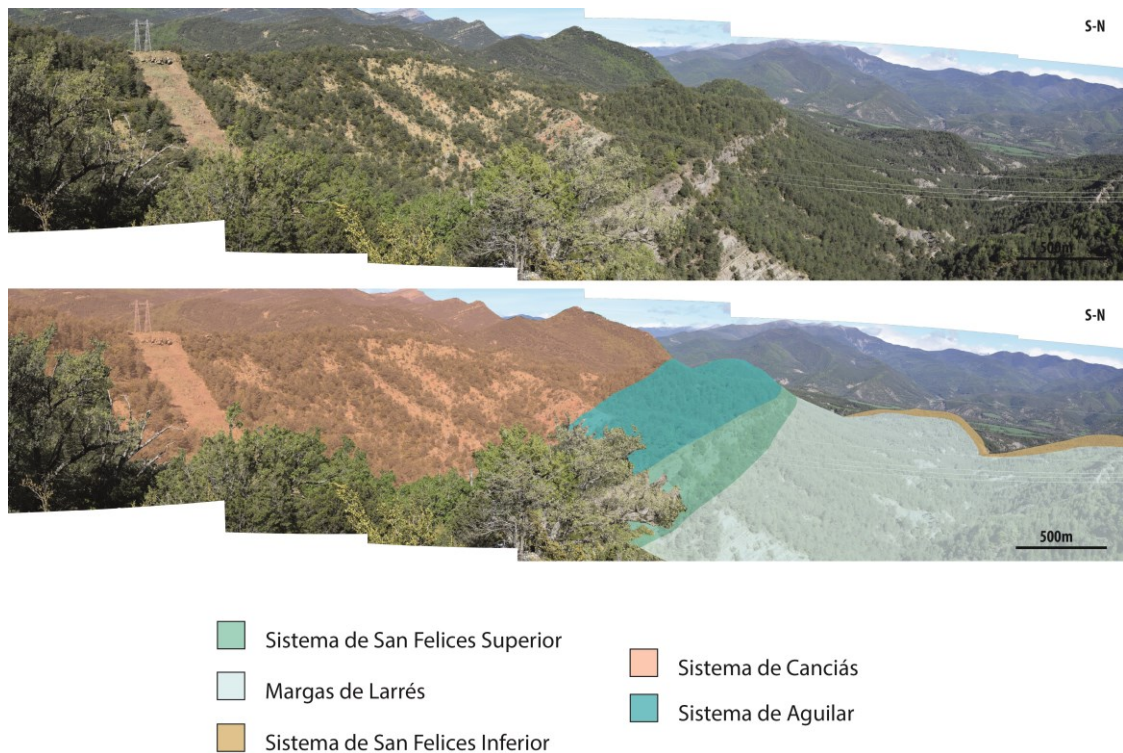 S-N
500m
S-N
500m
Sistema de San Felices Superior
Margas de Larrés
Sistema de San Felices Inferior
Sistema de Canciás
Sistema de Aguilar